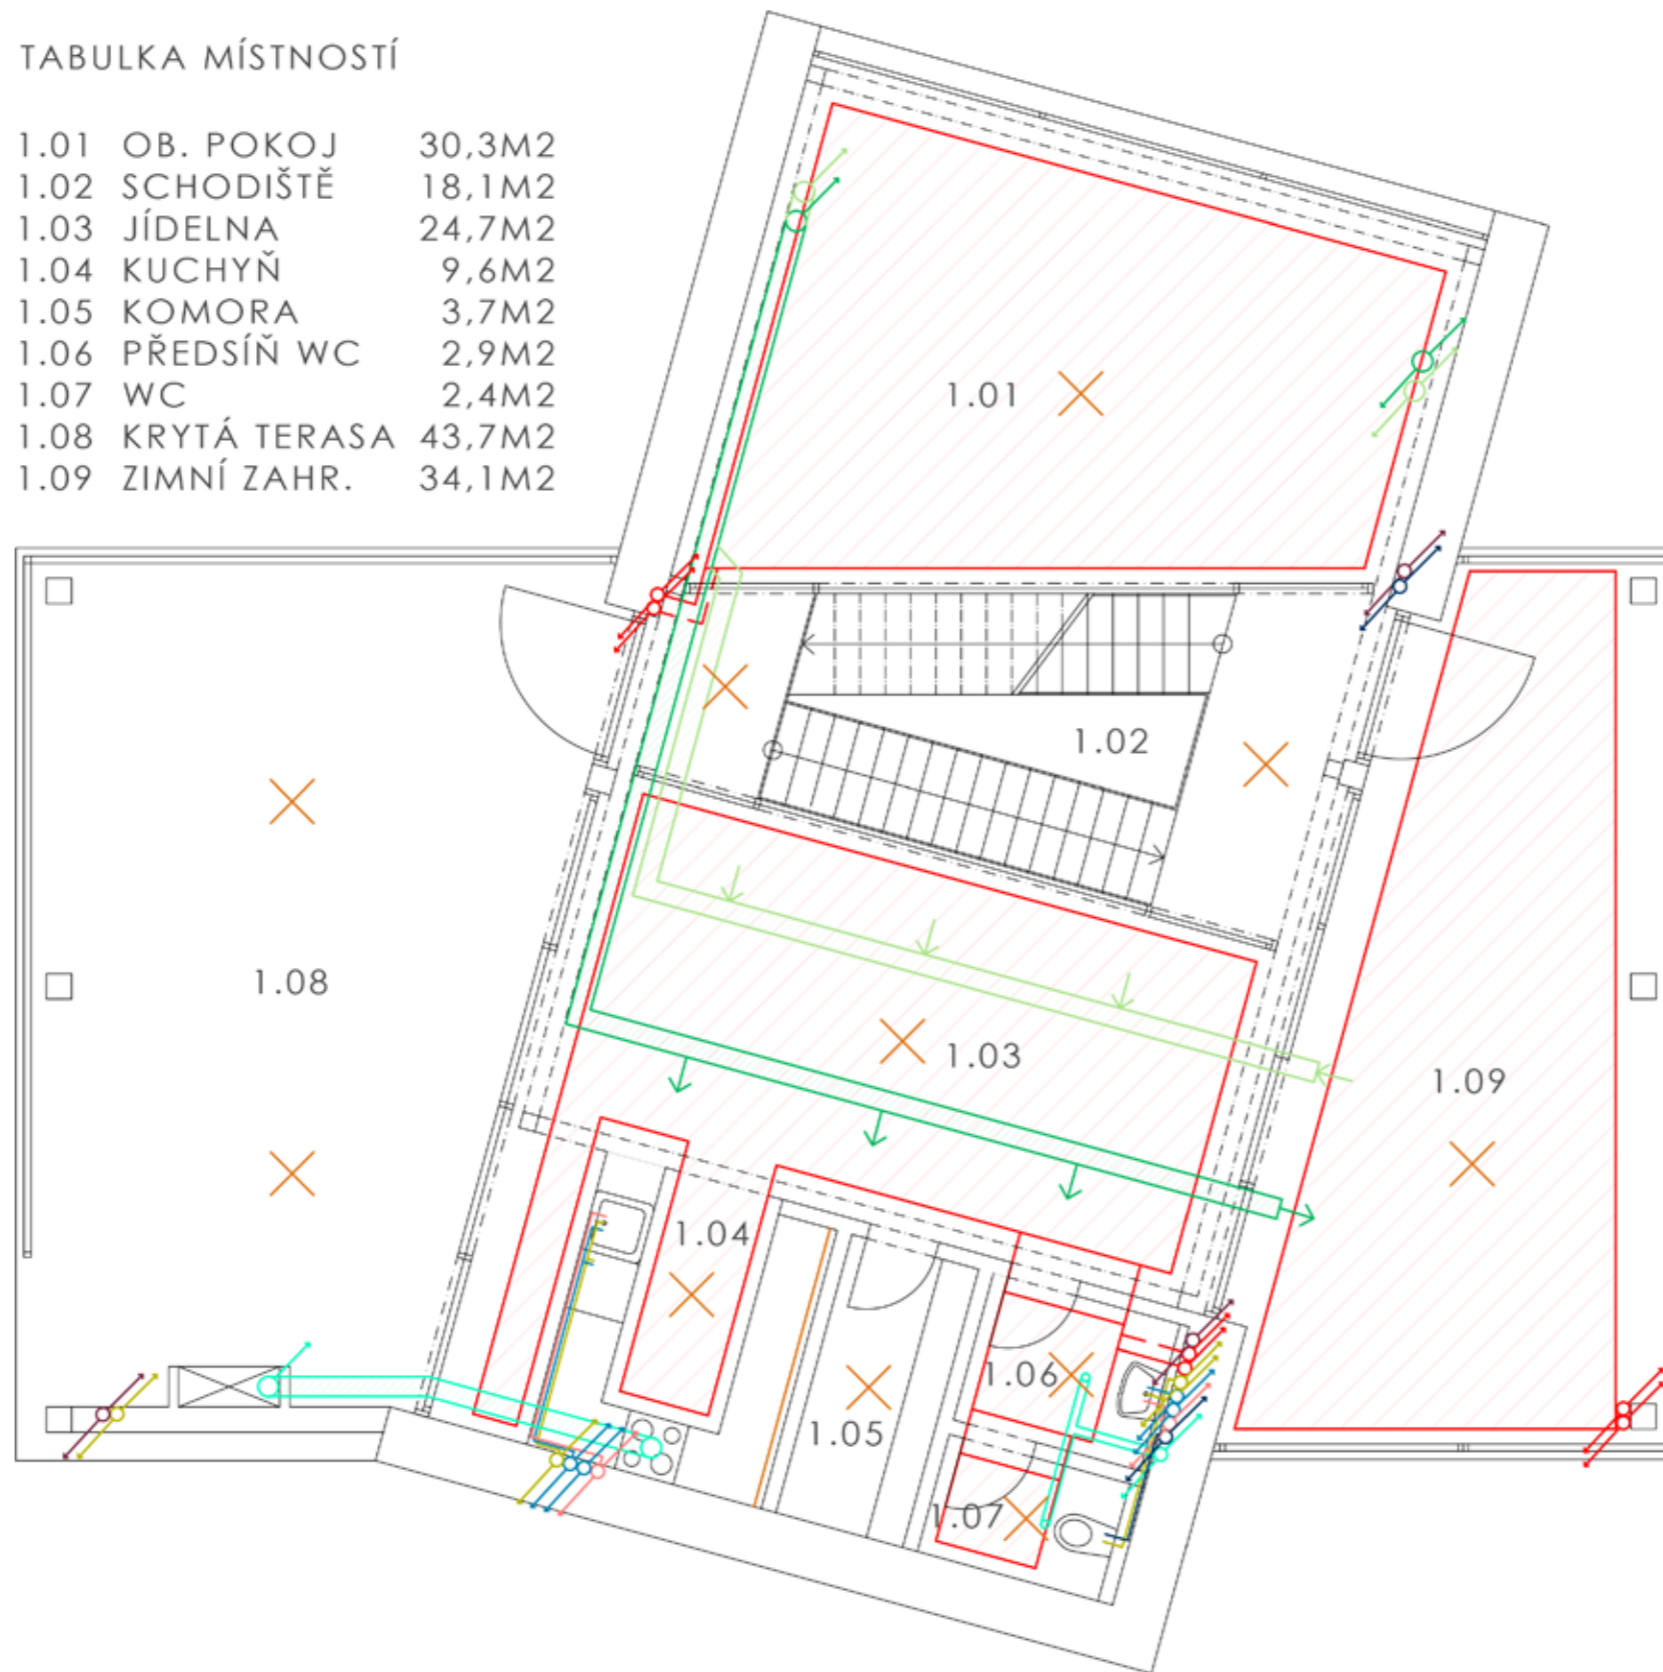 TABULKA MÍSTNOSTÍ
1.01 OB. POKOJ 30,3M2
1.02 SCHODIŠTĚ 18,1M2
1.03 JÍDELNA 24,7M2
1.04 KUCHYŇ 9,6M2
1.05 KOMORA 3,7M2
1.06 PŘEDSÍŇ WC 2,9M2
1.07 WC 2,4M2
1.08 KRYTÁ TERASA 43,7M2
1.09 ZIMNÍ ZAHR. 34,1M2
1.01
1.02
1.08
1.03
1.09
1.04
1.06
1.05
1.07